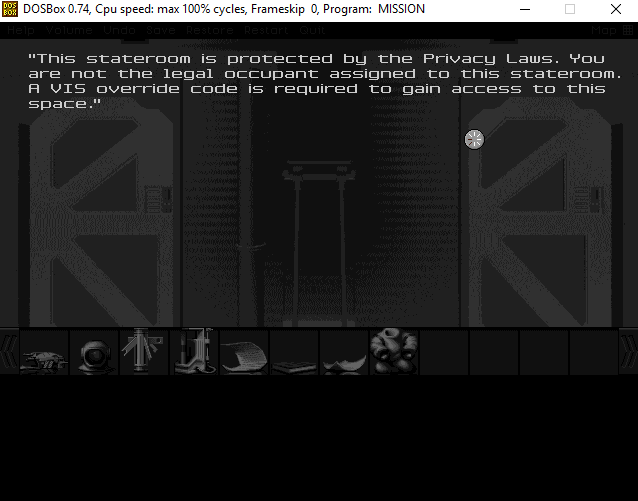 DOS BOX
DOSBox 0.74, Cpu speed: max 100% cycles, Frameskip 0, Program: MISSION
Help Volume Undo Save Restore Restart Quit Map
"This stateroom is protected by the Privacy Laws. You
are not the legal occupant assigned to this stateroom.
A VIS override code is required to gain access to this
space."